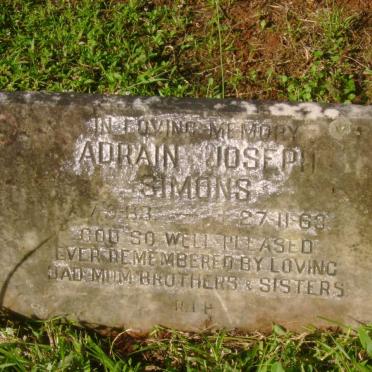 IN LOVING MEMORY
ADRAIN JOSEPH
SIMONS
27-11-63
GOD SO WELL PLEASED
EVER REMEMBERED BY LOVING
DAD-MUM-BROTHERS & SISTERS
R.I.P.